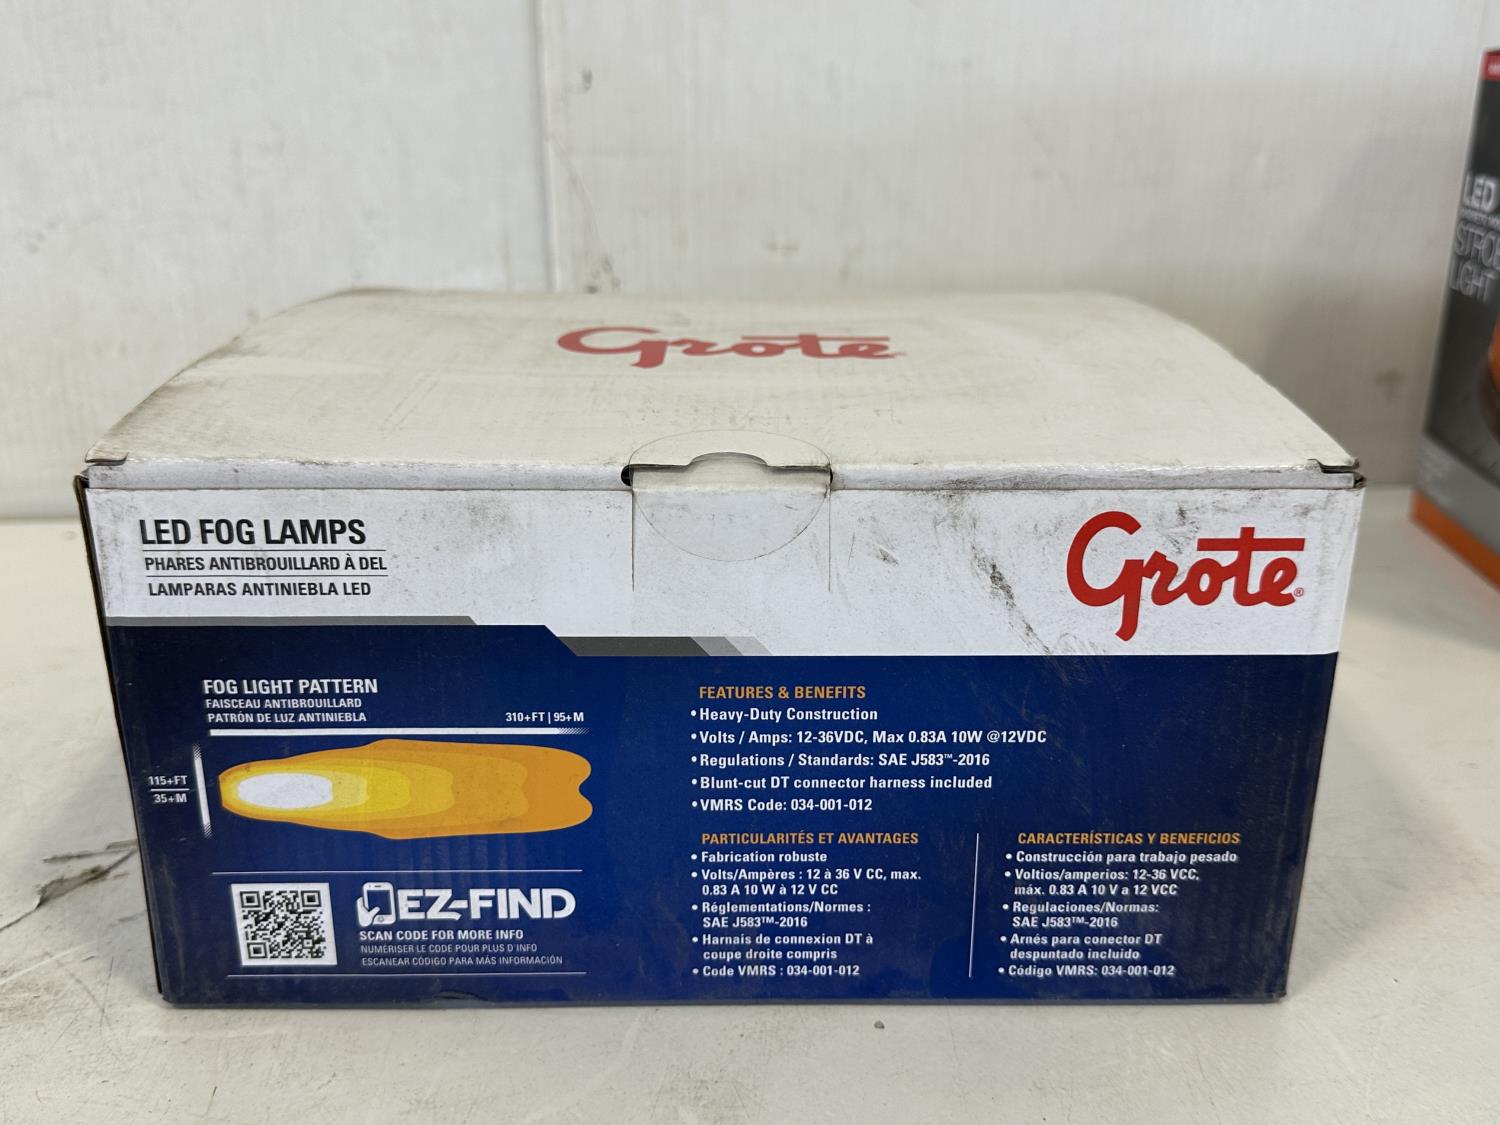 Grote
LED FOG LAMPS
PHARES ANTIBROUILLARD À DEL
LAMPARAS ANTINIEBLA LED
Grote®
FOG LIGHT PATTERN
FAISCEAU ANTIBROUILLARD
PATRÓN DE LUZ ANTINIEBLA
310+FT | 95+M
115+FT
35+M
EZ-FIND
SCAN CODE FOR MORE INFO
NUMÉRISER LE CODE POUR PLUS D'INFO
ESCANEAR CÓDIGO PARA MÁS INFORMACIÓN
FEATURES & BENEFITS
• Heavy-Duty Construction
• Volts / Amps: 12-36VDC, Max 0.83A 10W @12VDC
• Regulations / Standards: SAE J583™-2016
• Blunt-cut DT connector harness included
• VMRS Code: 034-001-012
PARTICULARITÉS ET AVANTAGES
• Fabrication robuste
• Volts/Ampères : 12 à 36 V CC, max.
0.83 A 10 W à 12 V CC
• Réglementations/Normes :
SAE J583™-2016
• Harnais de connexion DT à
coupe droite compris
• Code VMRS : 034-001-012
CARACTERÍSTICAS Y BENEFICIOS
• Construcción para trabajo pesado
• Voltios/amperios: 12-36 VCC,
máx. 0.83 A 10 V a 12 VCC
• Regulaciones/Normas:
SAE J583™-2016
• Arnés para conector DT
despuntado incluido
• Código VMRS: 034-001-012
LED
LIGHT